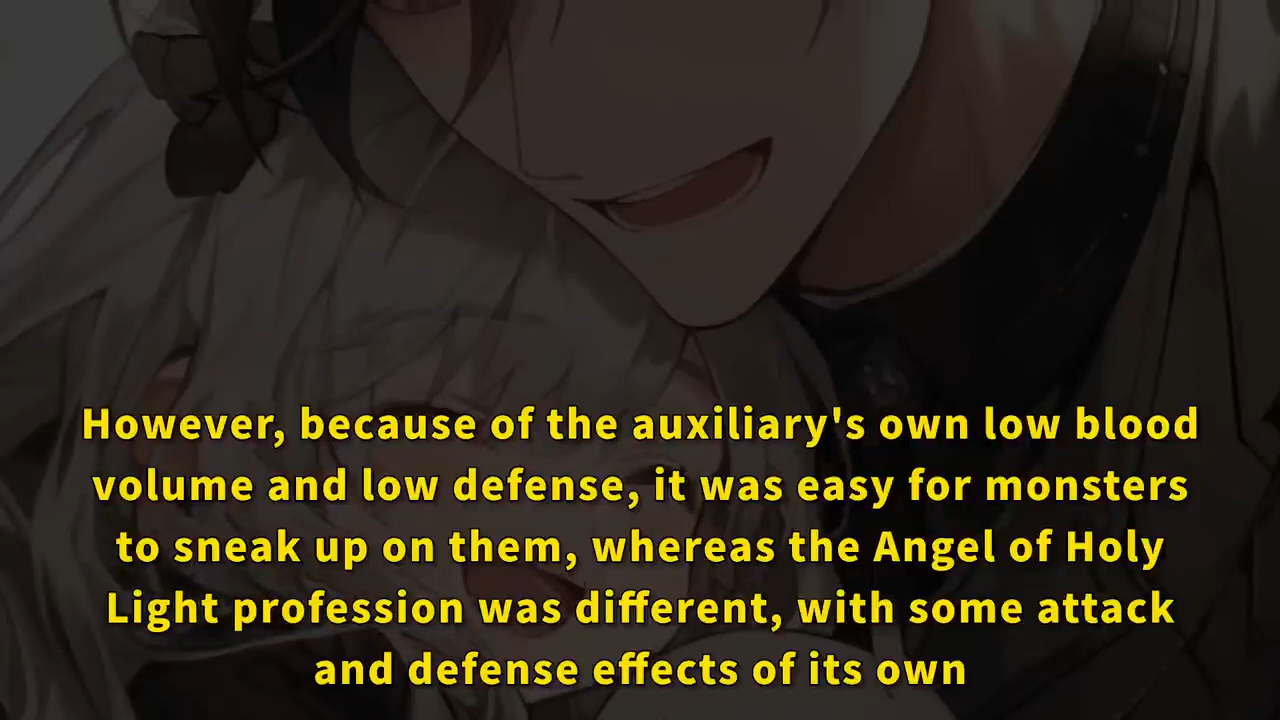 However, because of the auxiliary's own low blood
volume and low defense, it was easy for monsters
to sneak up on them, whereas the Angel of Holy
Light profession was different, with some attack
and defense effects of its own